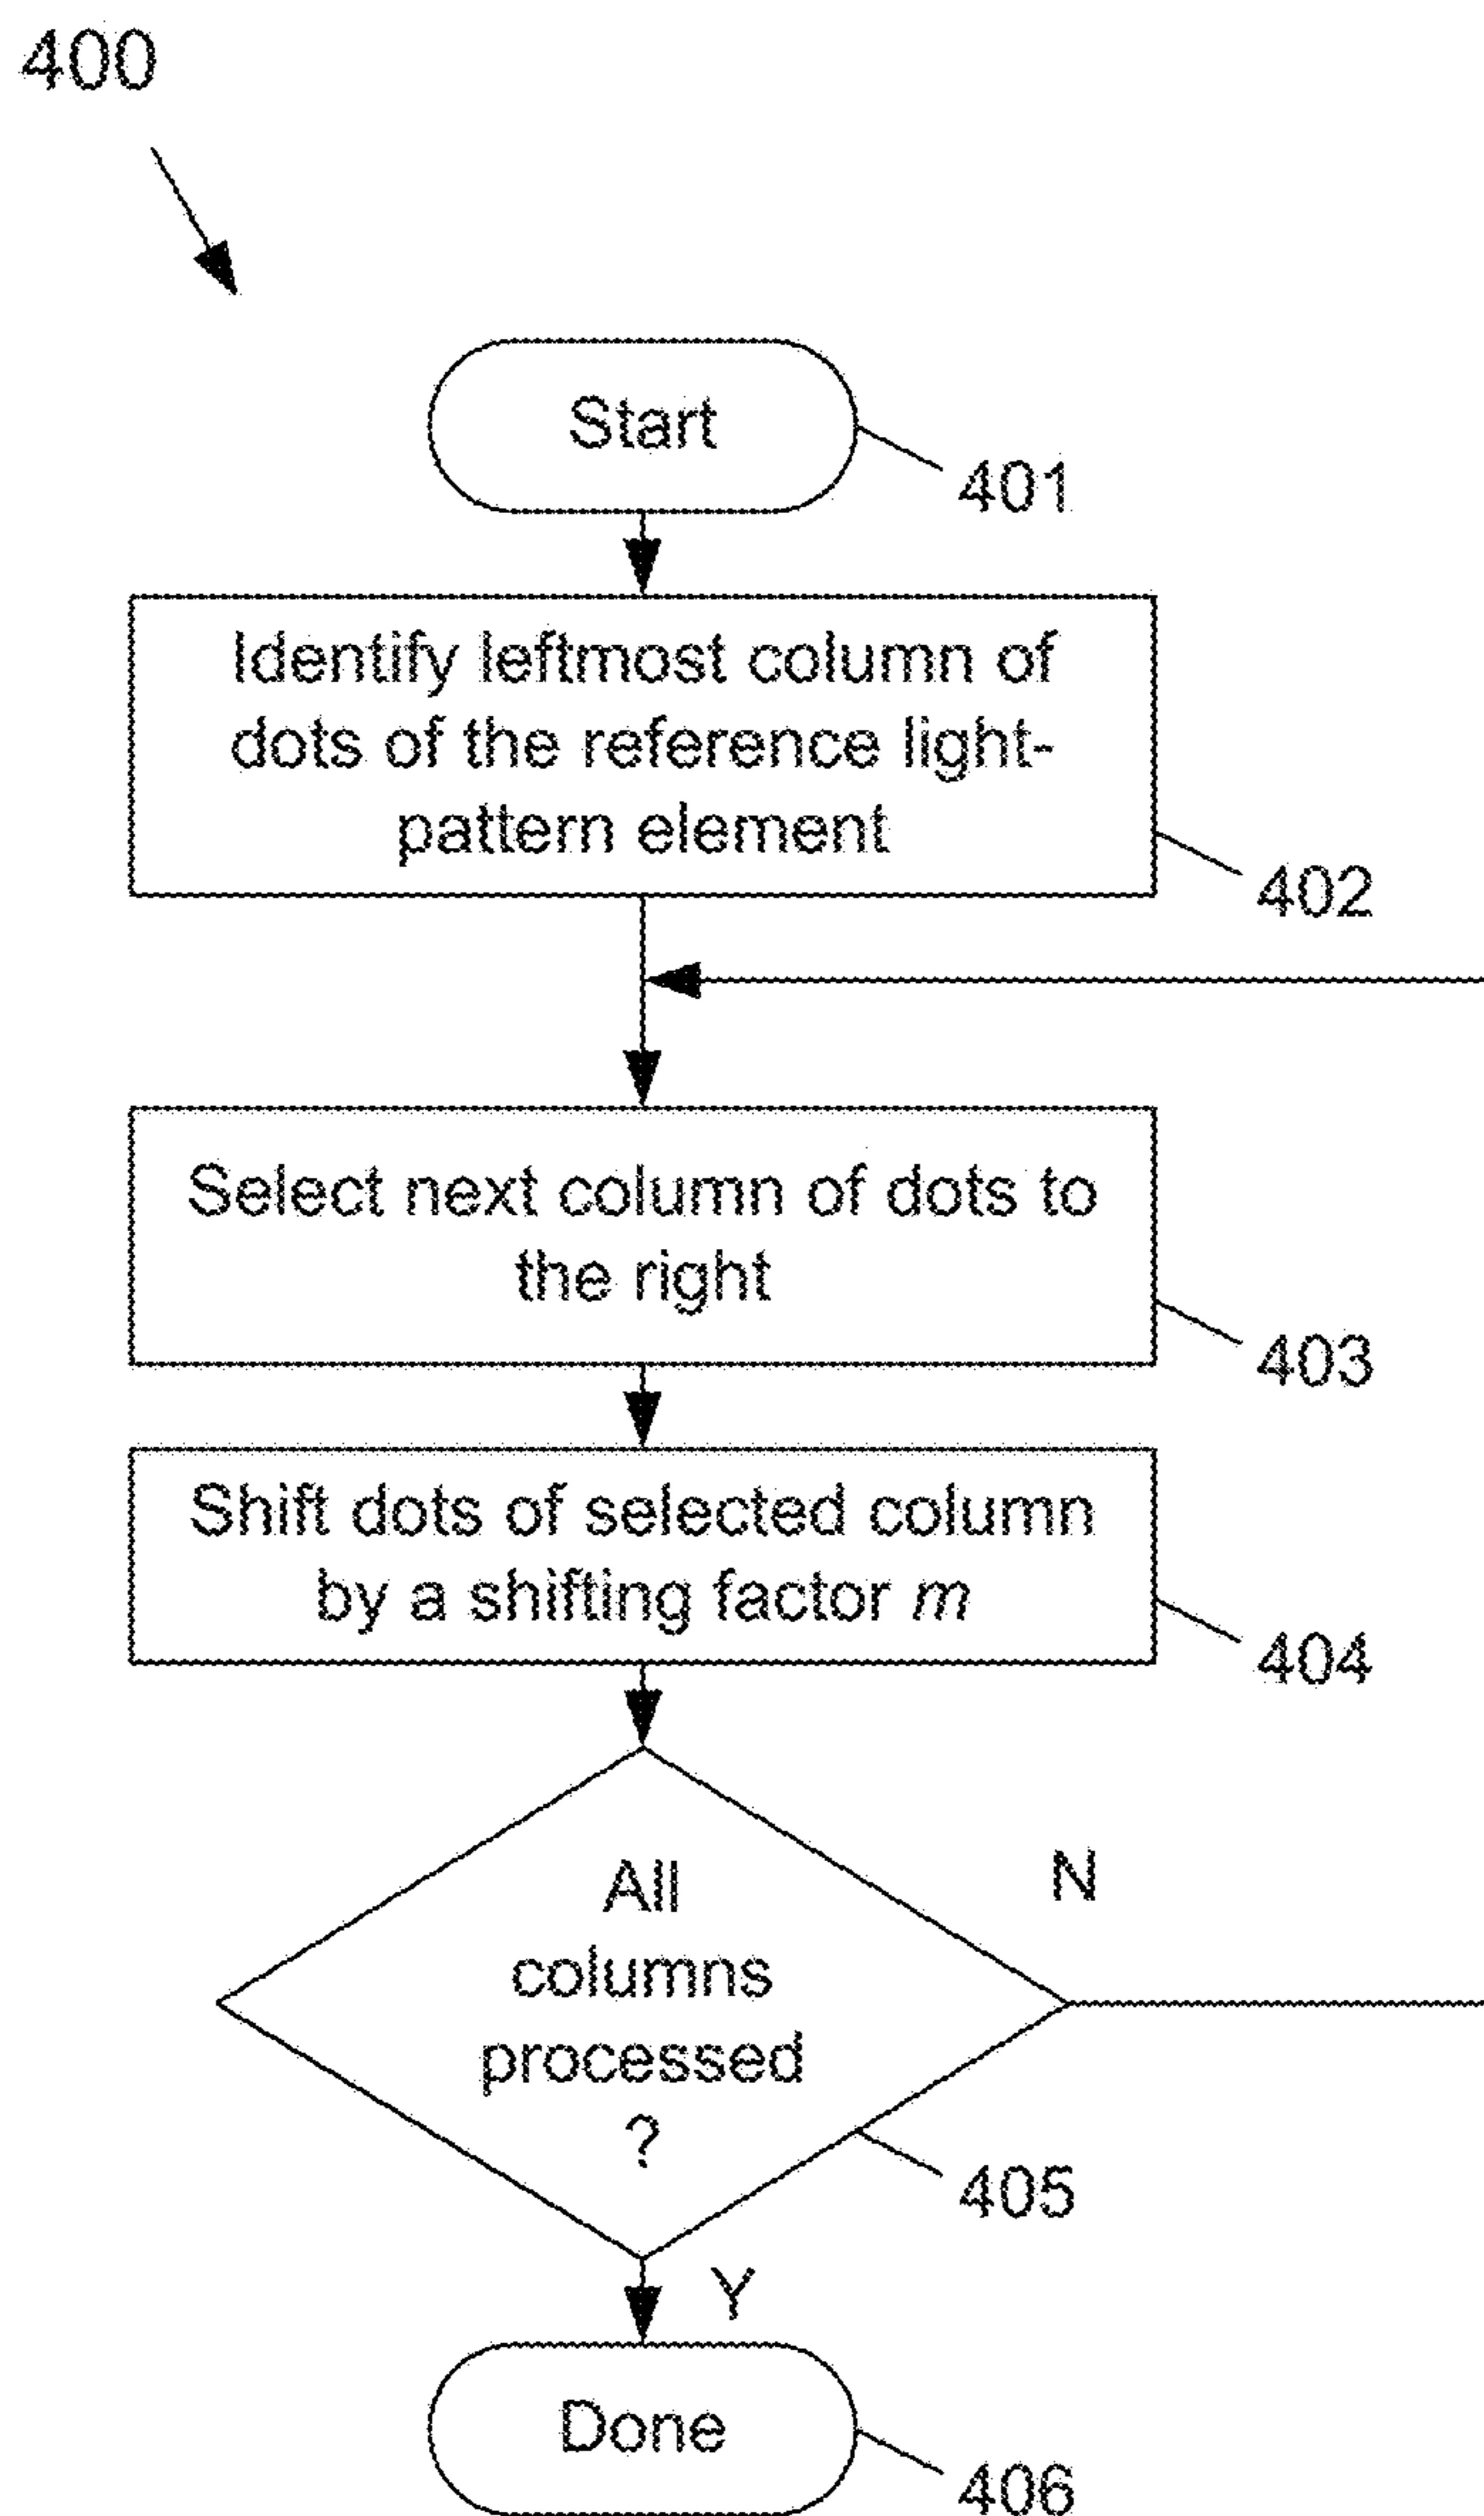 400
Start
401
Identify leftmost column of
dots of the reference light-
pattern element
402
Select next column of dots to
the right
403
Shift dots of selected column
by a shifting factor m
404
All
columns
processed
?
N
405
Y
Done
406